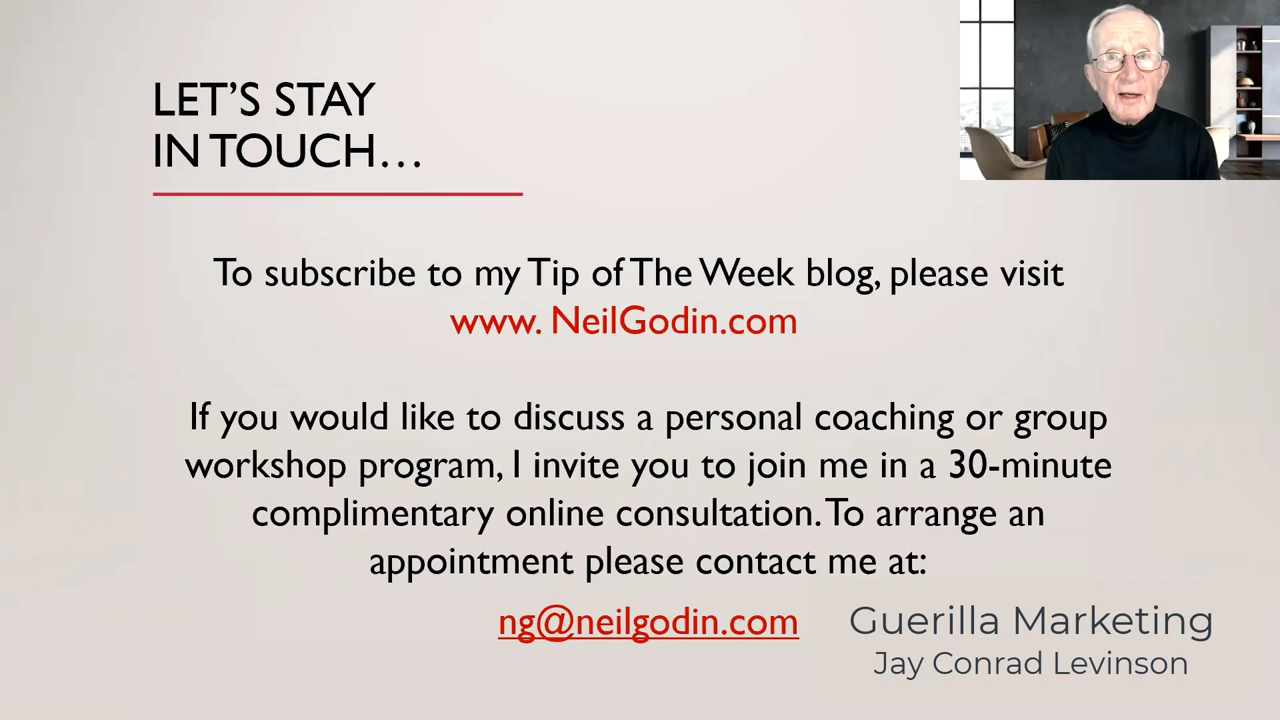 LET’S STAY
IN TOUCH…
To subscribe to my Tip of The Week blog, please visit
www. NeilGodin.com
If you would like to discuss a personal coaching or group
workshop program, I invite you to join me in a 30-minute
complimentary online consultation. To arrange an
appointment please contact me at:
ng@neilgodin.com
Guerilla Marketing
Jay Conrad Levinson